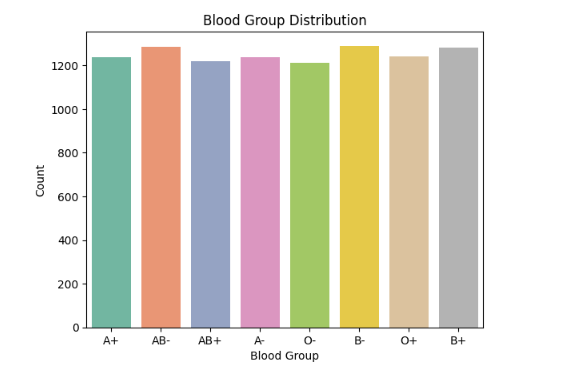 Blood Group Distribution
1200
1000
800
600
400
200
0
Count
A+ AB- AB+ A- O- B- O+ B+
Blood Group